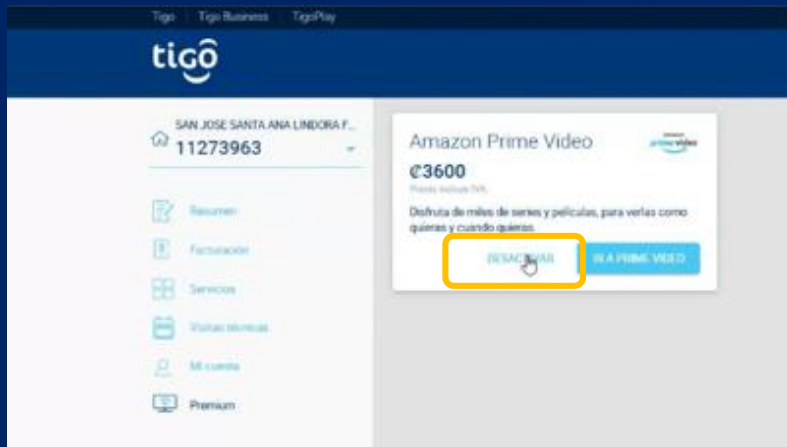 Tigo Tigo Business TigoPlay
tigô
SAN JOSE SANTA ANA LINDORA F...
11273963
Resumen
Facturación
Servicios
Visitas técnicas
Mi cuenta
Premium
Amazon Prime Video
prime video
₡3600
Precio incluye IVA
Disfruta de miles de series y películas, para verlas como
quieras y cuando quieras.
DESACTIVAR
IR A PRIME VIDEO